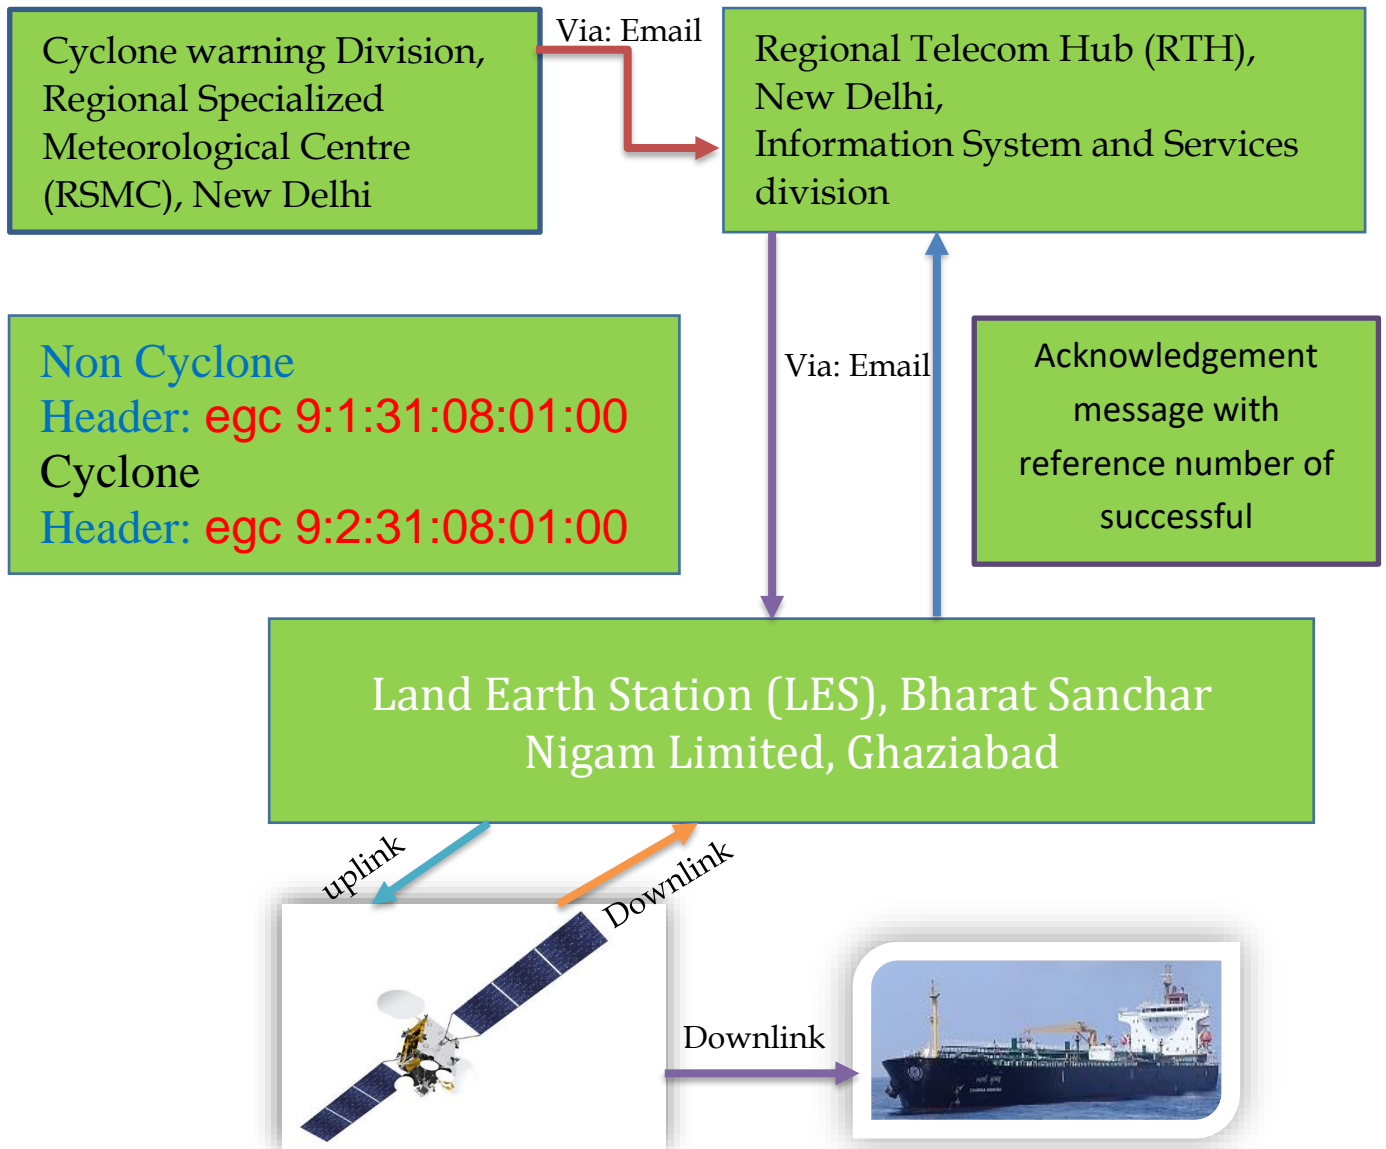 Cyclone warning Division,
Regional Specialized
Meteorological Centre
(RSMC), New Delhi
Via: Email
Regional Telecom Hub (RTH),
New Delhi,
Information System and Services
division
Non Cyclone
Header: egc 9:1:31:08:01:00
Cyclone
Header: egc 9:2:31:08:01:00
Via: Email
Acknowledgement
message with
reference number of
successful
Land Earth Station (LES), Bharat Sanchar
Nigam Limited, Ghaziabad
uplink
Downlink
Downlink